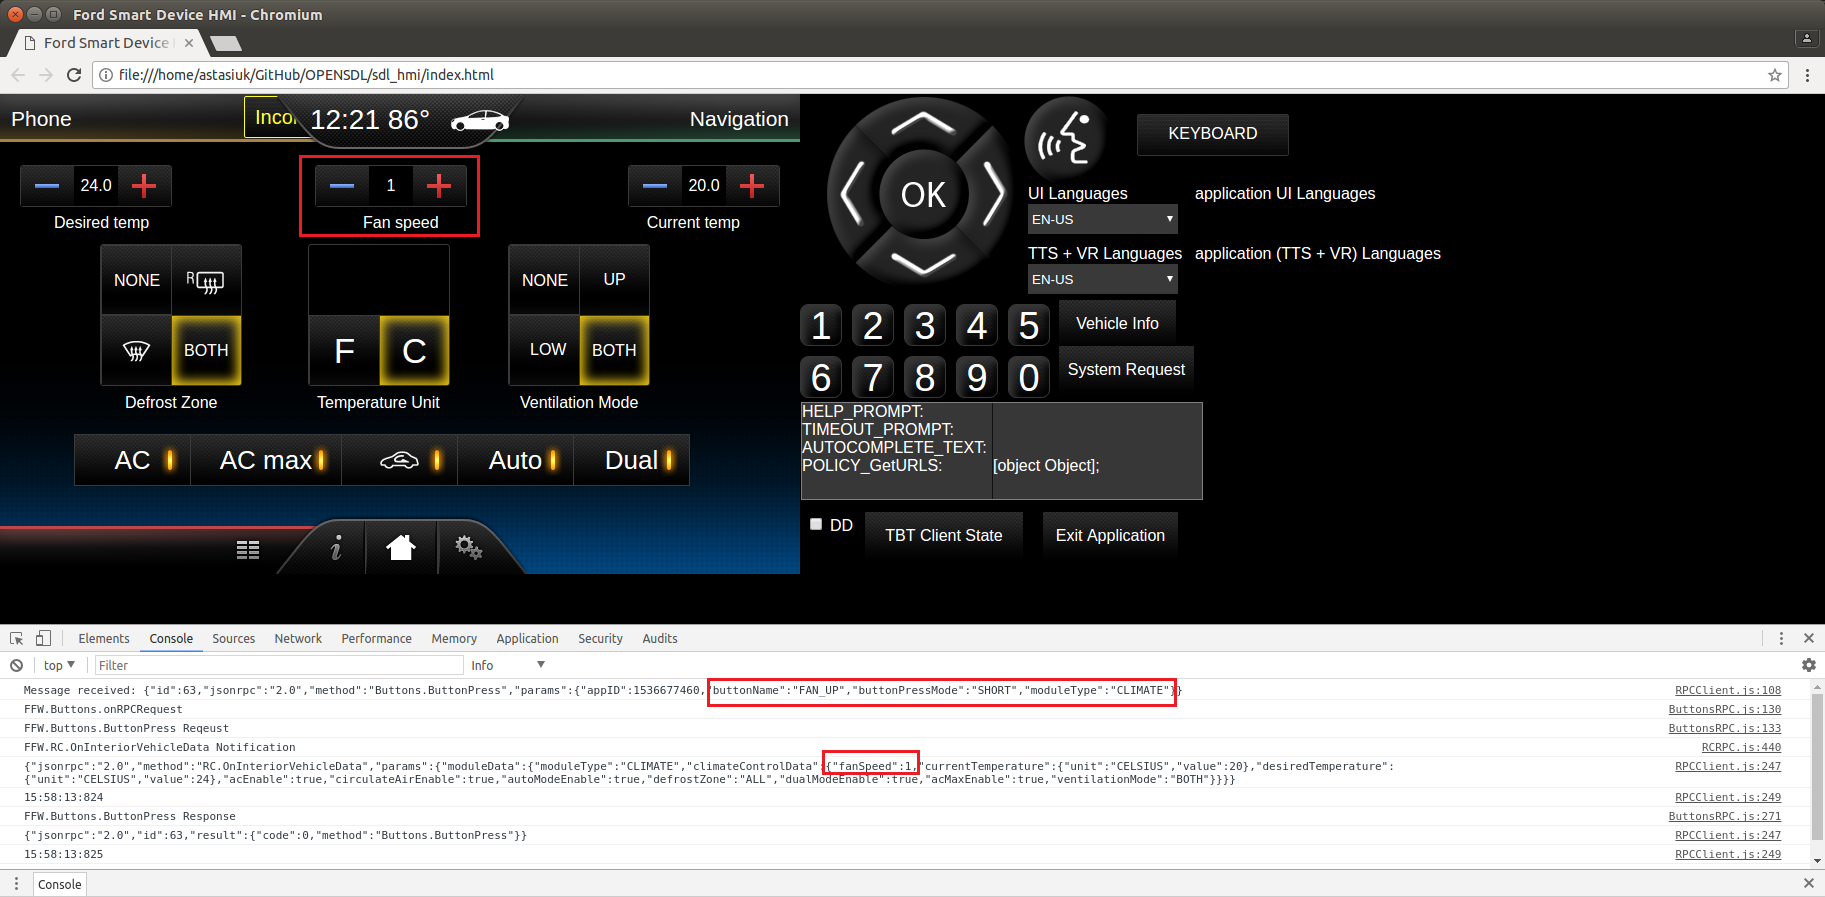 Ford Smart Device HMI - Chromium
Ford Smart Device
file:///home/astasiuk/GitHub/OPENSDL/sdl_hmi/index.html
Phone
Incor
12:21 86°
Navigation
24.0
1
20.0
Desired temp
Fan speed
Current temp
NONE
R
BOTH
Defrost Zone
F
C
Temperature Unit
NONE
UP
LOW
BOTH
Ventilation Mode
AC
AC max
Auto
Dual
i
OK
KEYBOARD
UI Languages
application UI Languages
EN-US
TTS + VR Languages
application (TTS + VR) Languages
EN-US
1 2 3 4 5
Vehicle Info
6 7 8 9 0
System Request
HELP_PROMPT:
TIMEOUT_PROMPT:
AUTOCOMPLETE_TEXT:
POLICY_GetURLS: [object Object];
DD
TBT Client State
Exit Application
Elements Console Sources Network Performance Memory Application Security Audits
top
Filter
Info
Message received: {"id":63,"jsonrpc":"2.0","method":"Buttons.ButtonPress","params":{"appID":1536677460,"buttonName":"FAN_UP","buttonPressMode":"SHORT","moduleType":"CLIMATE"}} RPCClient.js:108
FFW.Buttons.onRPCRequest ButtonsRPC.js:130
FFW.Buttons.ButtonPress Reqeust ButtonsRPC.js:133
FFW.RC.OnInteriorVehicleData Notification RCRPC.js:440
{"jsonrpc":"2.0","method":"RC.OnInteriorVehicleData","params":{"moduleData":{"moduleType":"CLIMATE","climateControlData":{"fanSpeed":1,"currentTemperature":{"unit":"CELSIUS","value":20},"desiredTemperature": RPCClient.js:247
{"unit":"CELSIUS","value":24},"acEnable":true,"circulateAirEnable":true,"autoModeEnable":true,"defrostZone":"ALL","dualModeEnable":true,"acMaxEnable":true,"ventilationMode":"BOTH"}}}}
15:58:13:824 RPCClient.js:249
FFW.Buttons.ButtonPress Response ButtonsRPC.js:271
{"jsonrpc":"2.0","id":63,"result":{"code":0,"method":"Buttons.ButtonPress"}} RPCClient.js:247
15:58:13:825 RPCClient.js:249
Console